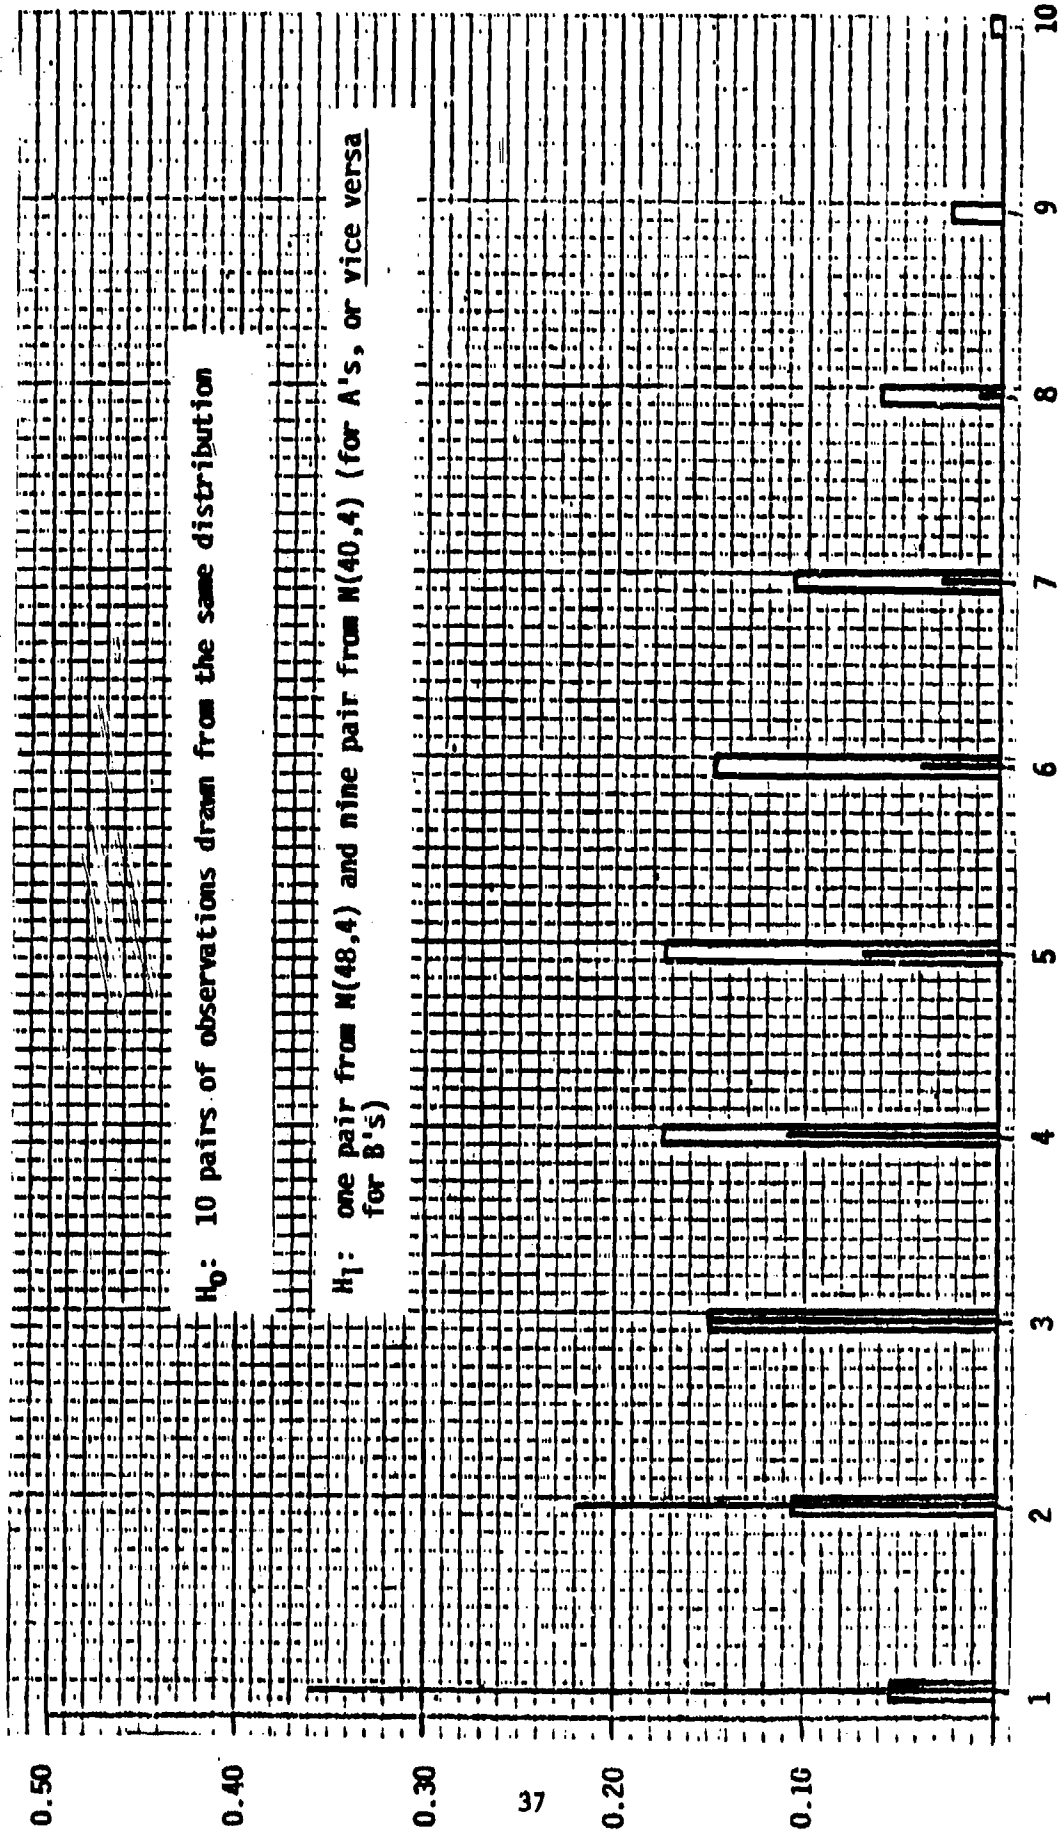 0.50
0.40
0.30
0.20
0.10
H₀: 10 pairs of observations drawn from the same distribution
H₁: one pair from N(48,4) and nine pair from N(40,4) (for A's, or vice versa
for B's)
1 2 3 4 5 6 7 8 9 10
37